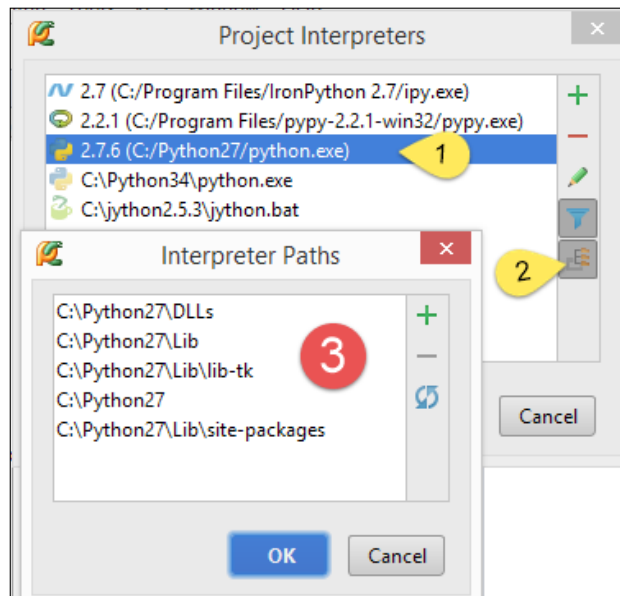 Project Interpreters
2.7 (C:/Program Files/IronPython 2.7/ipy.exe)
2.2.1 (C:/Program Files/pypy-2.2.1-win32/pypy.exe)
2.7.6 (C:/Python27/python.exe)
1
C:\Python34\python.exe
C:\jython2.5.3\jython.bat
2
Interpreter Paths
C:\Python27\DLLs
C:\Python27\Lib
C:\Python27\Lib\lib-tk
C:\Python27
C:\Python27\Lib\site-packages
3
Cancel
OK
Cancel